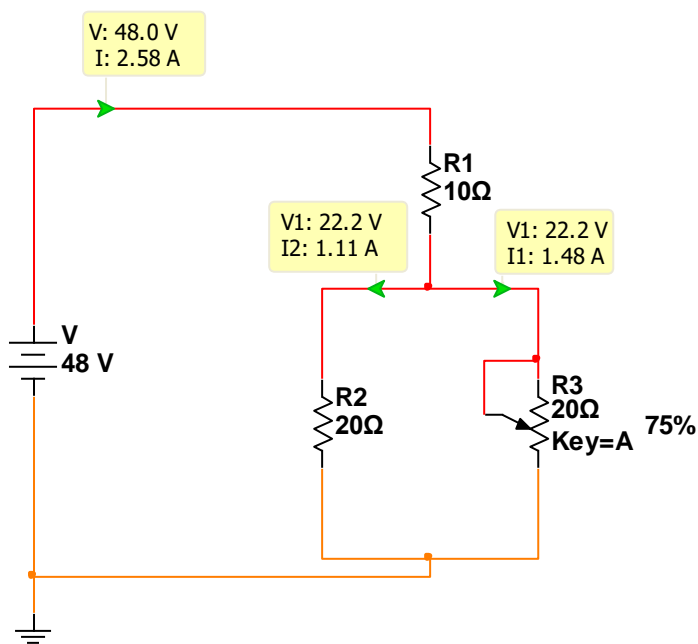 V: 48.0 V
I: 2.58 A
R1
10Ω
V1: 22.2 V
I2: 1.11 A
V1: 22.2 V
I1: 1.48 A
V
48 V
R2
20Ω
R3
20Ω
Key=A
75%